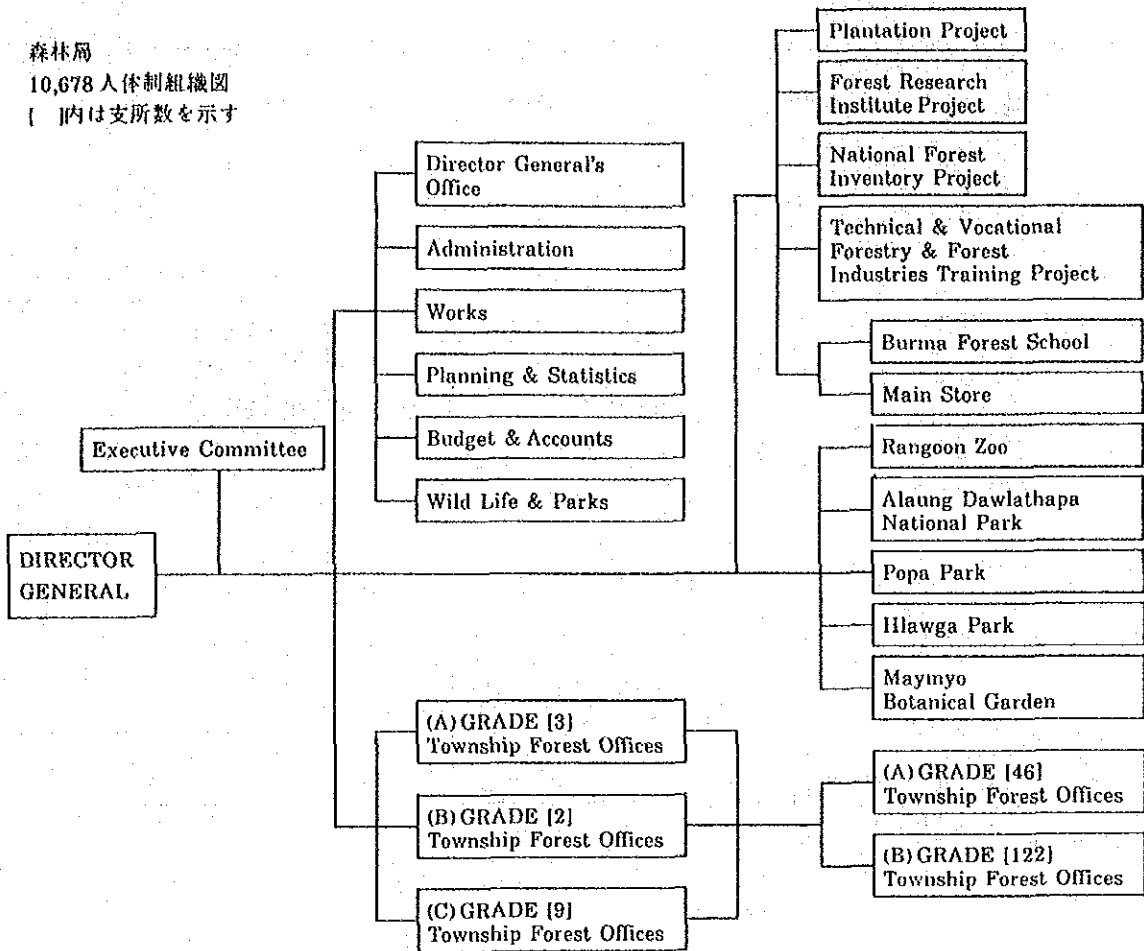 森林局
10,678人体制組織図
[ ]内は支所数を示す
DIRECTOR
GENERAL
Executive Committee
Director General's
Office
Administration
Works
Planning & Statistics
Budget & Accounts
Wild Life & Parks
(A) GRADE [3]
Township Forest Offices
(B) GRADE [2]
Township Forest Offices
(C) GRADE [9]
Township Forest Offices
Plantation Project
Forest Research
Institute Project
National Forest
Inventory Project
Technical & Vocational
Forestry & Forest
Industries Training Project
Burma Forest School
Main Store
Rangoon Zoo
Alaung Dawlathapa
National Park
Popa Park
Hlawga Park
Maymyo
Botanical Garden
(A) GRADE [46]
Township Forest Offices
(B) GRADE [122]
Township Forest Offices